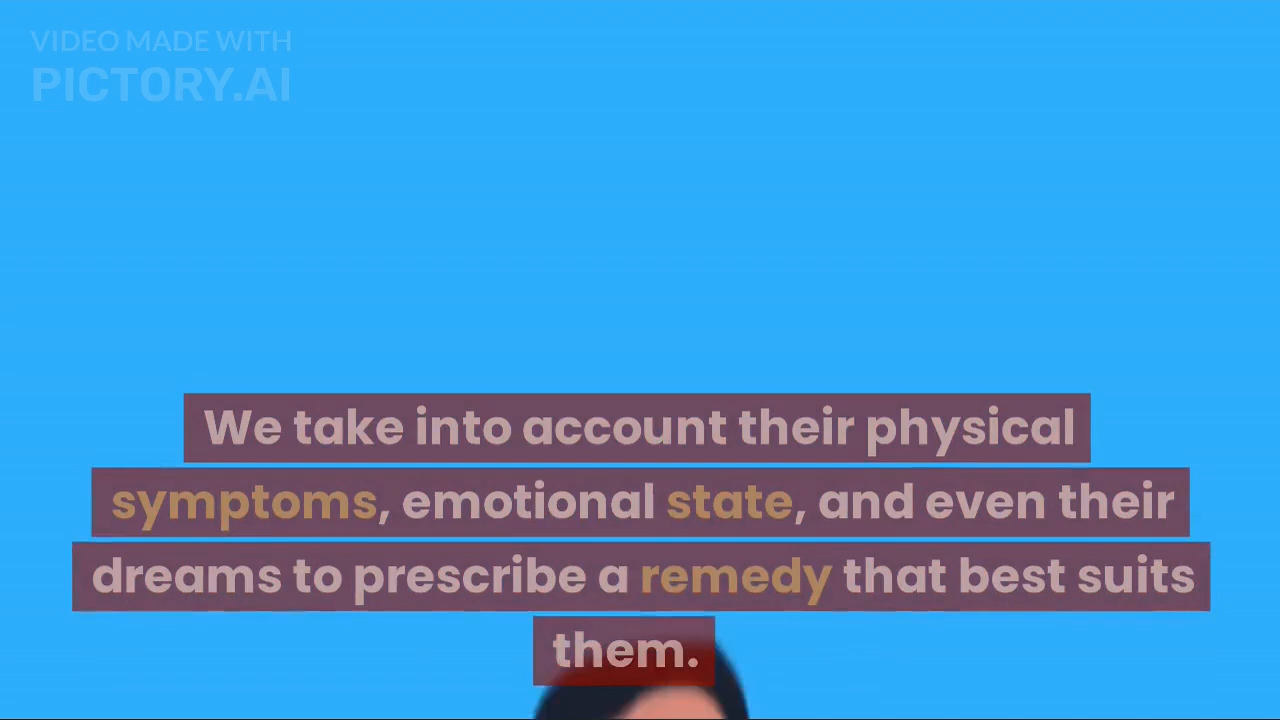 VIDEO MADE WITH
PICTORY.AI
We take into account their physical
symptoms, emotional state, and even their
dreams to prescribe a remedy that best suits
them.